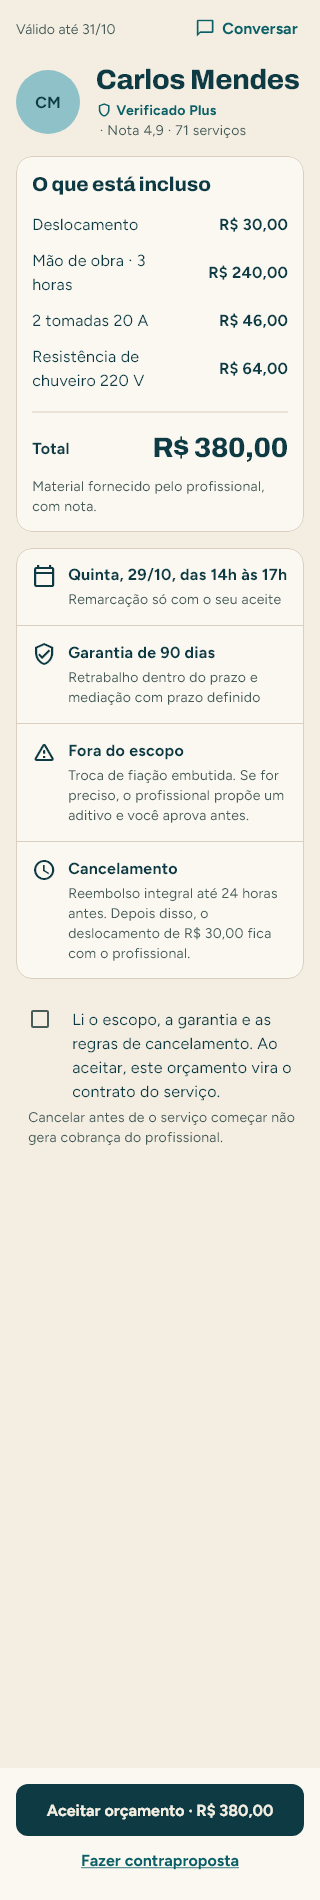 Válido até 31/10
Conversar
CM
Carlos Mendes
Verificado Plus
· Nota 4,9 · 71 serviços
O que está incluso
Deslocamento R$ 30,00
Mão de obra · 3
horas
R$ 240,00
2 tomadas 20 A R$ 46,00
Resistência de
chuveiro 220 V
R$ 64,00
Total R$ 380,00
Material fornecido pelo profissional,
com nota.
Quinta, 29/10, das 14h às 17h
Remarcação só com o seu aceite
Garantia de 90 dias
Retrabalho dentro do prazo e
mediação com prazo definido
Fora do escopo
Troca de fiação embutida. Se for
preciso, o profissional propõe um
aditivo e você aprova antes.
Cancelamento
Reembolso integral até 24 horas
antes. Depois disso, o
deslocamento de R$ 30,00 fica
com o profissional.
Li o escopo, a garantia e as
regras de cancelamento. Ao
aceitar, este orçamento vira o
contrato do serviço.
Cancelar antes de o serviço começar não
gera cobrança do profissional.
Aceitar orçamento · R$ 380,00
Fazer contraproposta